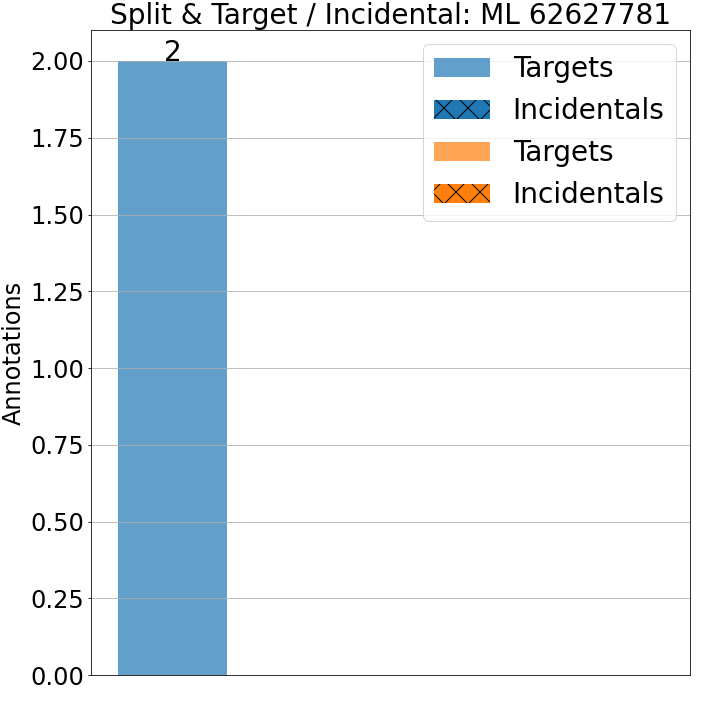 Split & Target / Incidental: ML 62627781
2
2.00
1.75
1.50
1.25
1.00
0.75
0.50
0.25
0.00
Annotations
Targets
Incidentals
Targets
Incidentals